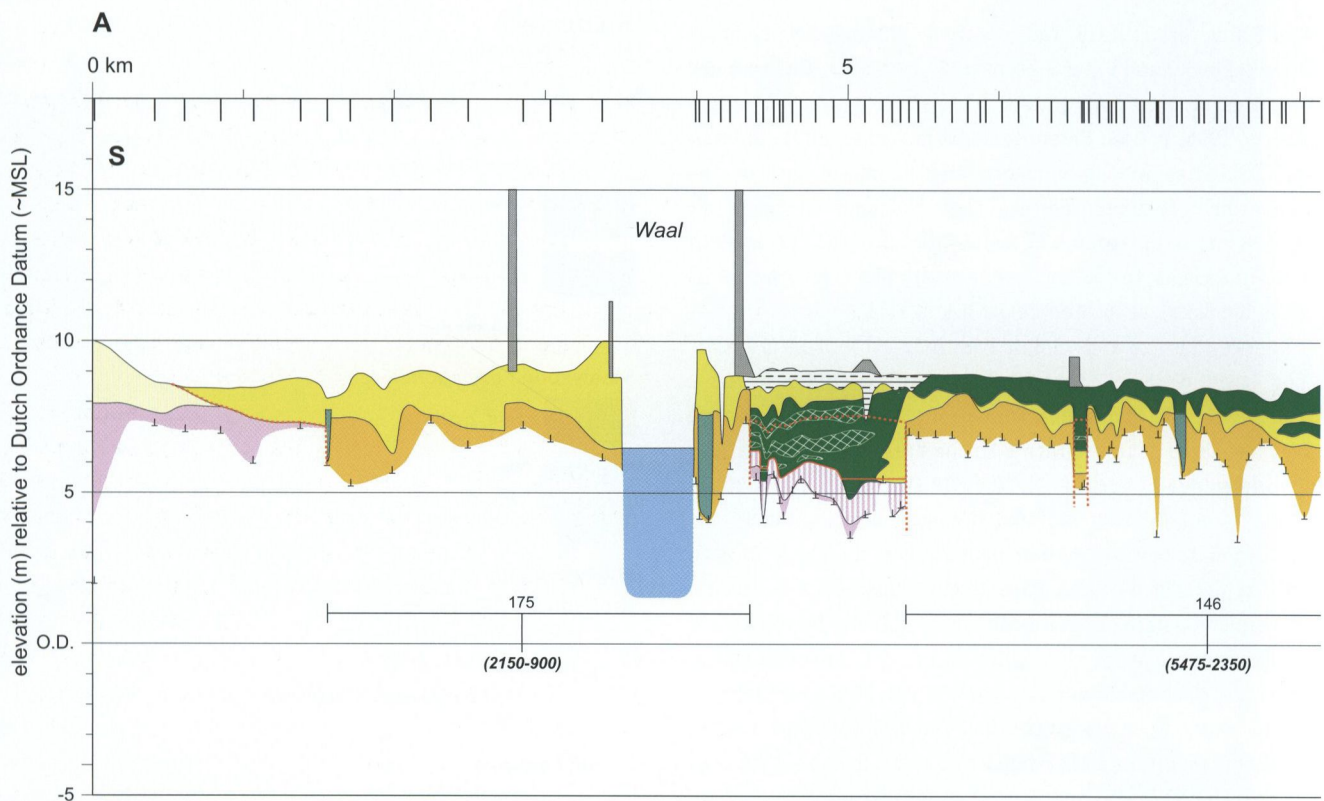 A
0 km 5
S
15
Waal
10
5
175 146
O.D.
(2150-900) (5475-2350)
-5
elevation (m) relative to Dutch Ordnance Datum (~MSL)